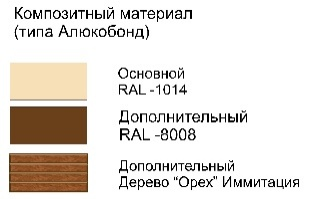 Композитный материал
(типа Алюкобонд)
Основной
RAL -1014
Дополнительный
RAL -8008
Дополнительный
Дерево “Орех” Иммитация